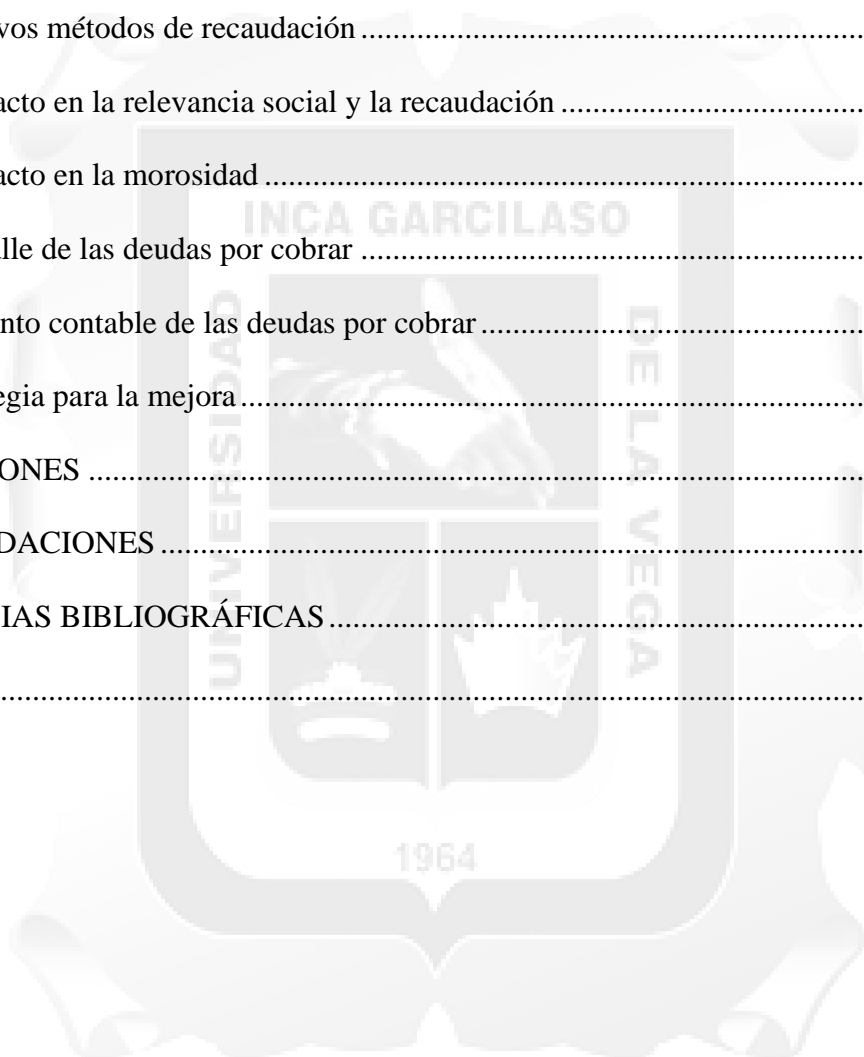 vos métodos de recaudación ............................................................
acto en la relevancia social y la recaudación ....................................
acto en la morosidad ........................................................................
alle de las deudas por cobrar ............................................................
ento contable de las deudas por cobrar ..............................................
egia para la mejora ...........................................................................
ONES ................................................................................................
DACIONES ........................................................................................
IAS BIBLIOGRÁFICAS ......................................................................
..........................................................................................................
INCA GARCILASO
UNIVERSIDAD
DE LA VEGA
1964